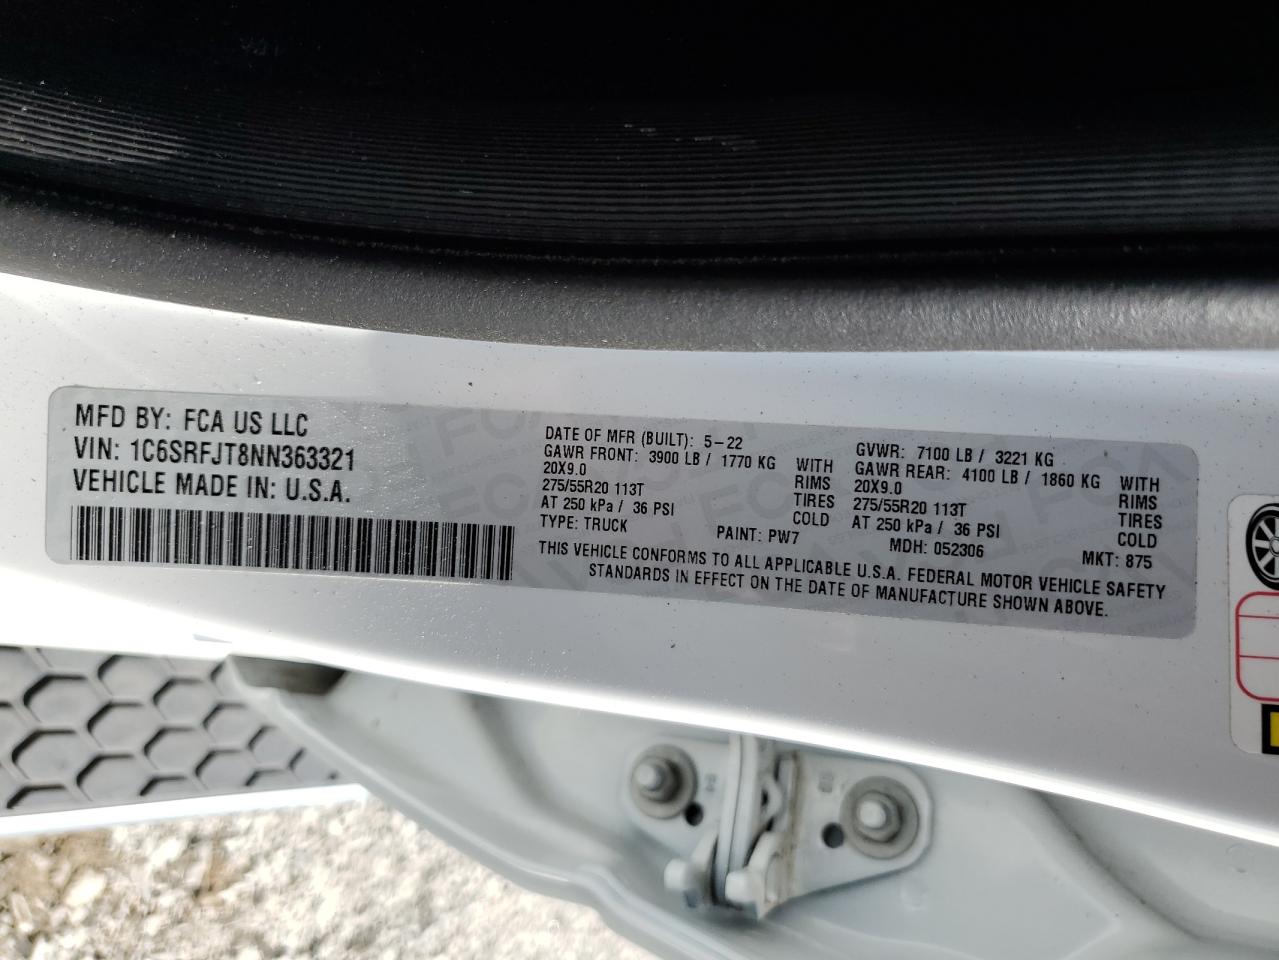 MFD BY: FCA US LLC
VIN: 1C6SRFJT8NN363321
VEHICLE MADE IN: U.S.A.
DATE OF MFR (BUILT): 5-22
GAWR FRONT: 3900 LB / 1770 KG WITH
20X9.0 RIMS
275/55R20 113T TIRES
AT 250 kPa / 36 PSI COLD
TYPE: TRUCK PAINT: PW7
GVWR: 7100 LB / 3221 KG
GAWR REAR: 4100 LB / 1860 KG WITH
20X9.0 RIMS
275/55R20 113T TIRES
AT 250 kPa / 36 PSI COLD
MDH: 052306 MKT: 875
THIS VEHICLE CONFORMS TO ALL APPLICABLE U.S.A. FEDERAL MOTOR VEHICLE SAFETY
STANDARDS IN EFFECT ON THE DATE OF MANUFACTURE SHOWN ABOVE.